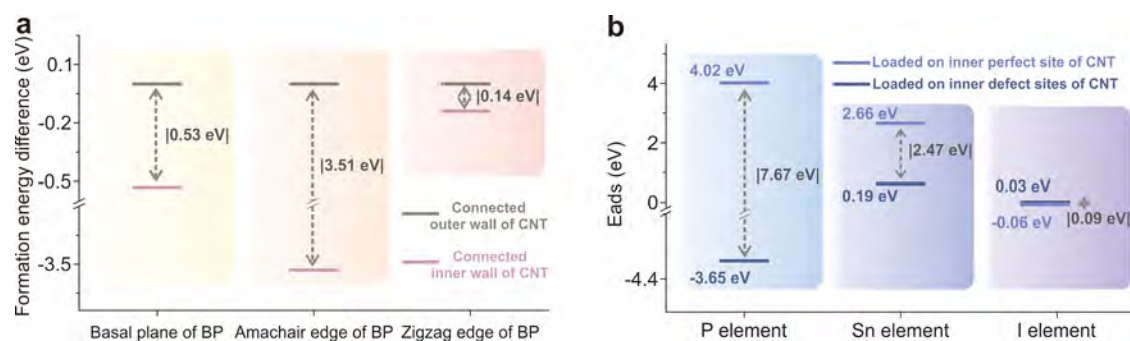 a
Formation energy difference (eV)
0.1
-0.2
-0.5
-3.5
|0.53 eV|
|3.51 eV|
|0.14 eV|
Connected
outer wall of CNT
Connected
inner wall of CNT
Basal plane of BP
Amachair edge of BP
Zigzag edge of BP
b
Eads (eV)
4
2
0
-4.4
Loaded on inner perfect site of CNT
Loaded on inner defect sites of CNT
4.02 eV
|7.67 eV|
-3.65 eV
2.66 eV
|2.47 eV|
0.19 eV
0.03 eV
-0.06 eV
|0.09 eV|
P element
Sn element
I element